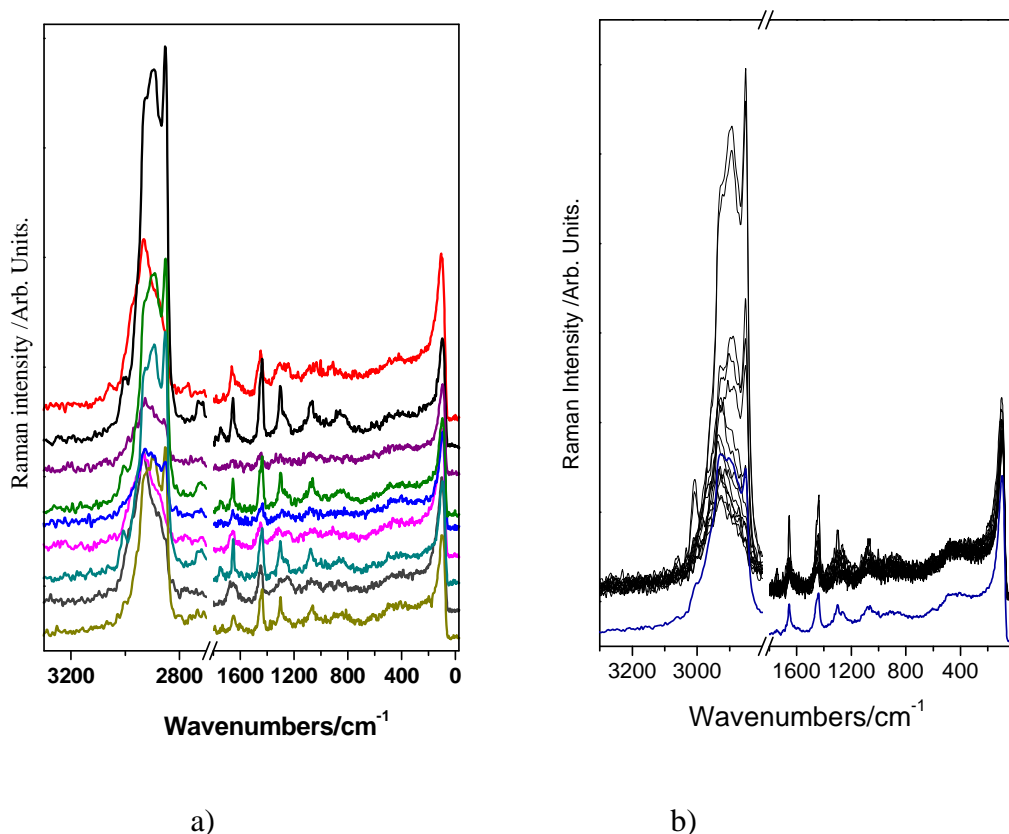 Raman intensity /Arb. Units.
3200 2800 1600 1200 800 400 0
Wavenumbers/cm-1
a)
Raman Intensity /Arb. Units.
3200 3000 1600 1200 800 400
Wavenumbers/cm-1
b)